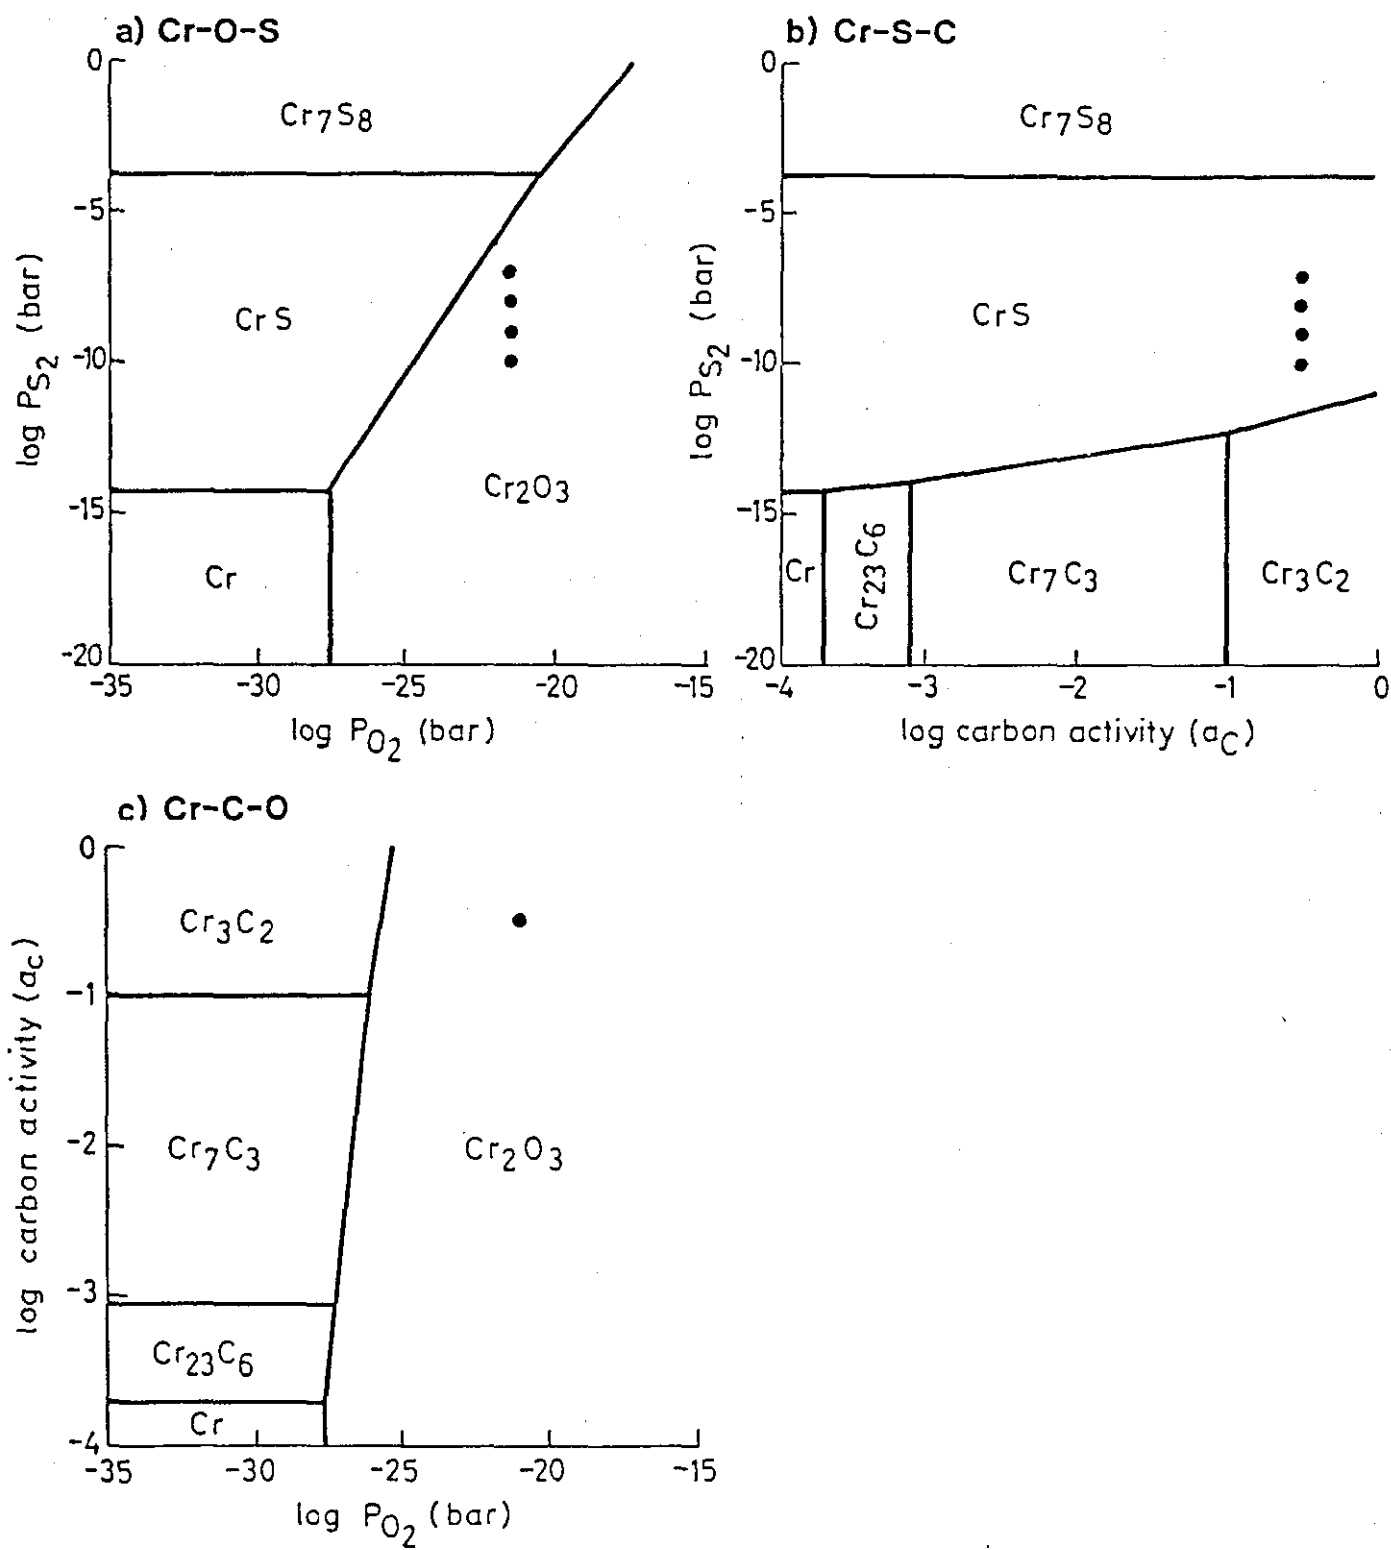 a) Cr-O-S
0
-5
-10
-15
-20
log PS2 (bar)
Cr7S8
CrS
Cr2O3
Cr
-35 -30 -25 -20 -15
log PO2 (bar)
b) Cr-S-C
0
-5
-10
-15
-20
log PS2 (bar)
Cr7S8
CrS
Cr
Cr23C6
Cr7C3
Cr3C2
-4 -3 -2 -1 0
log carbon activity (aC)
c) Cr-C-O
0
-1
-2
-3
-4
log carbon activity (aC)
Cr3C2
Cr7C3
Cr2O3
Cr23C6
Cr
-35 -30 -25 -20 -15
log PO2 (bar)